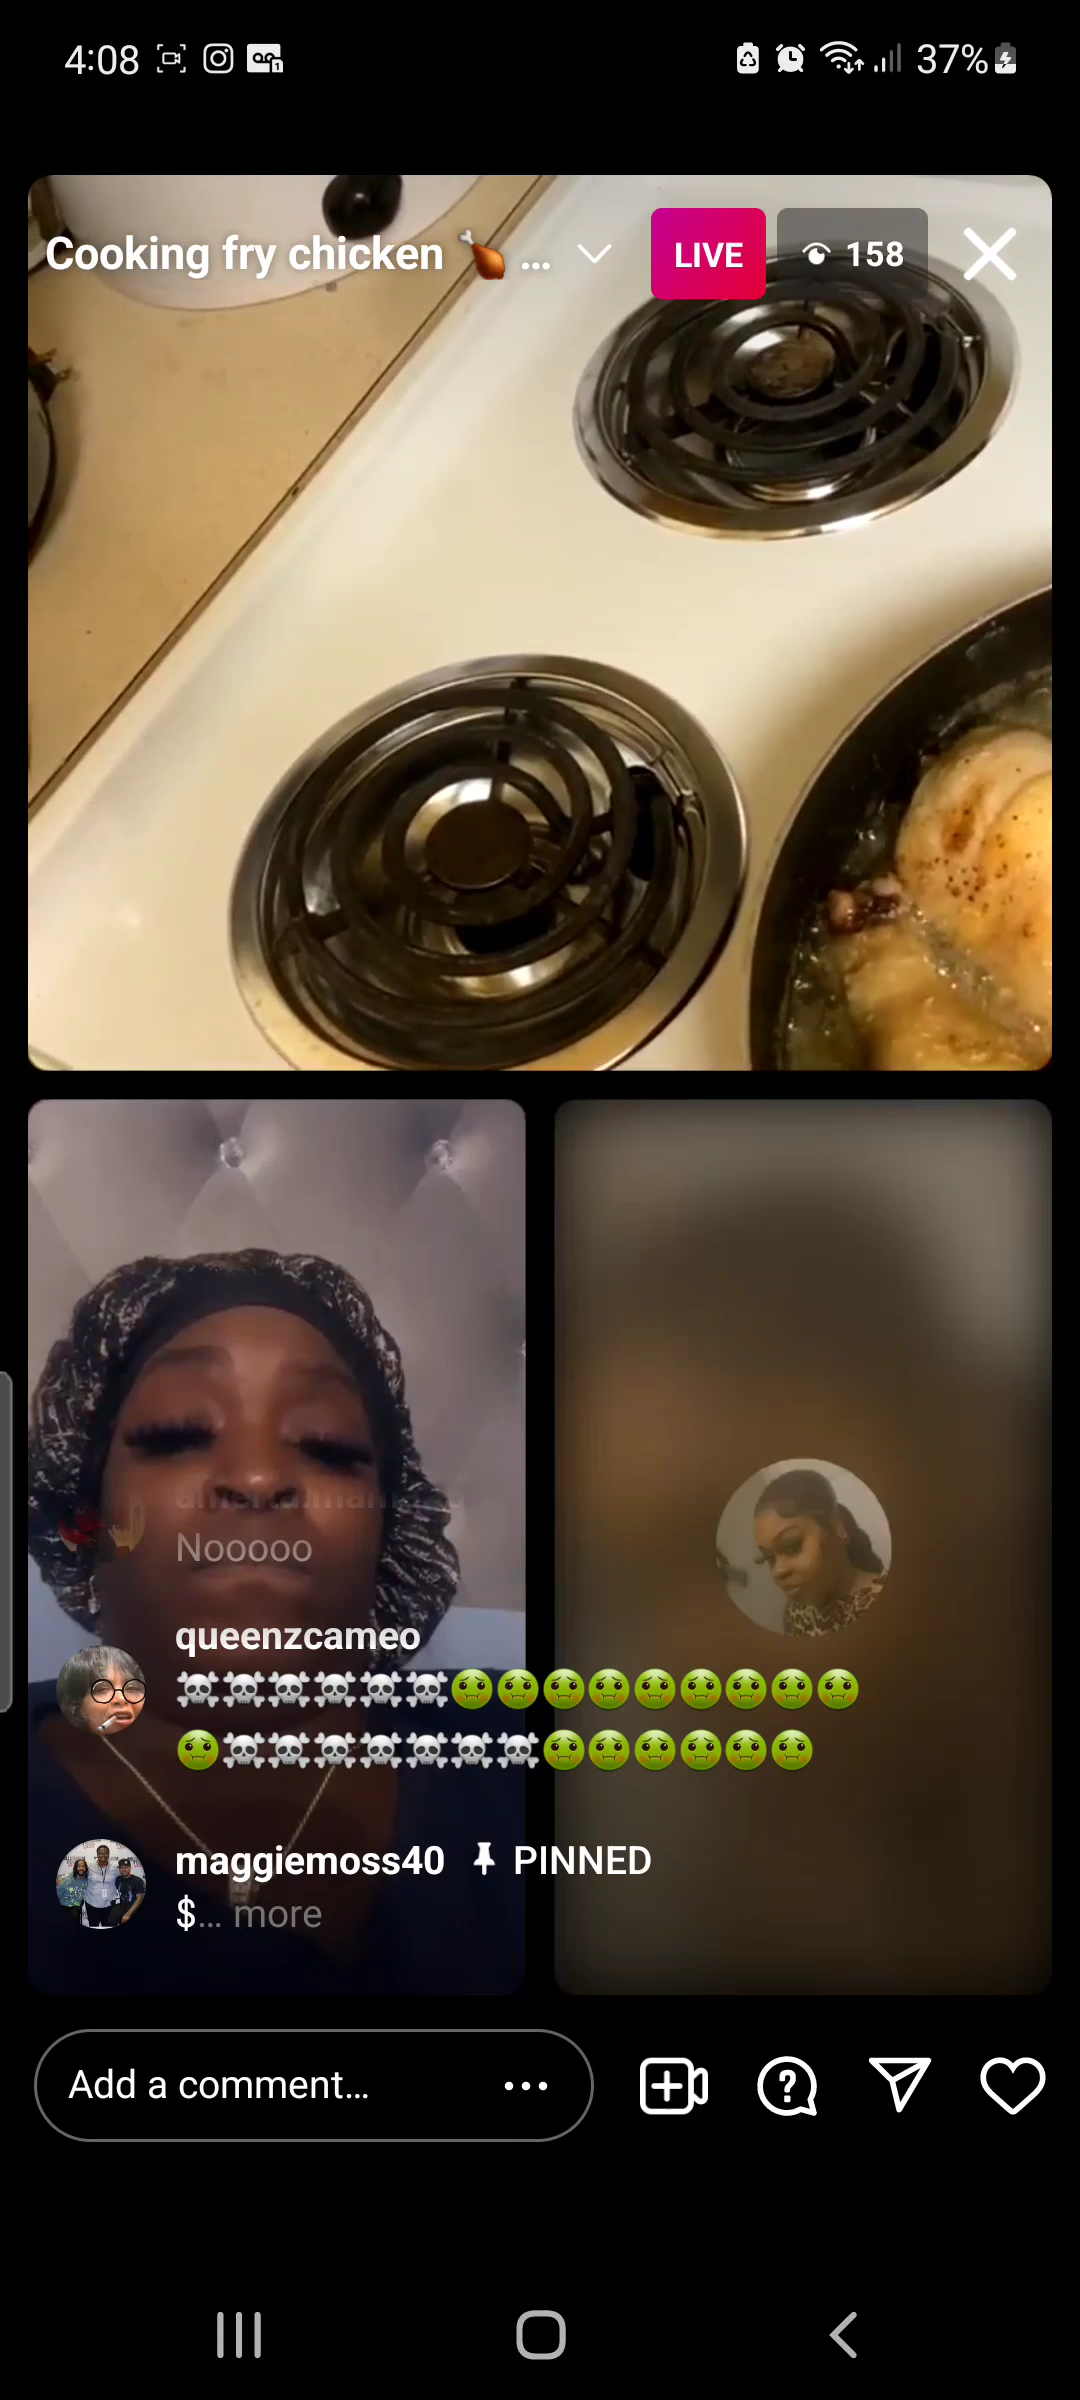 4:08 37%
Cooking fry chicken 🍗 ... LIVE 158
Nooooo
queenzcameo
☠️☠️☠️☠️☠️☠️🤢🤢🤢🤢🤢🤢🤢🤢🤢
🤢☠️☠️☠️☠️☠️☠️☠️🤢🤢🤢🤢🤢🤢
maggiemoss40 📌 PINNED
$... more
Add a comment...